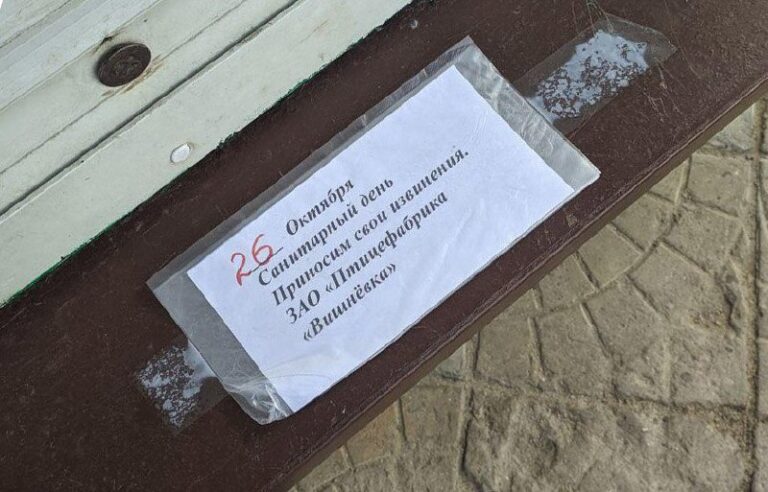 26 Октября
Санитарный день
Приносим свои извинения.
ЗАО «Птицефабрика
«Вишнёвка»